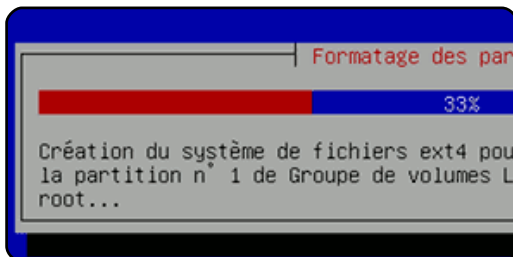 Formatage des par
33%
Création du système de fichiers ext4 pou
la partition n° 1 de Groupe de volumes L
root...